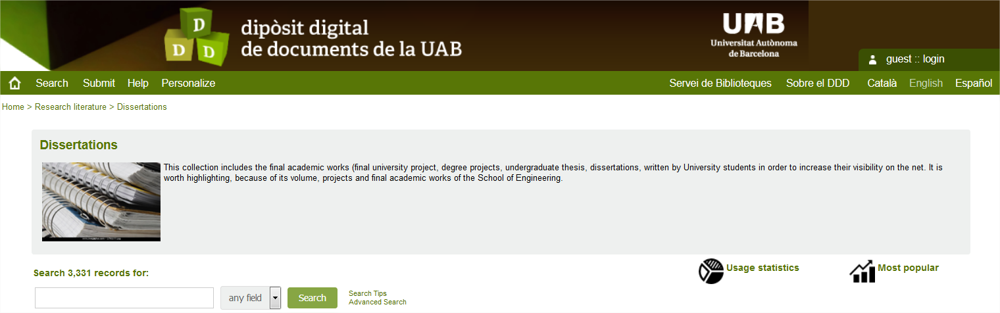 D
D
D
dipòsit digital
de documents de la UAB
UAB
Universitat Autònoma
de Barcelona
guest :: login
Search Submit Help Personalize Servei de Biblioteques Sobre el DDD Català English Español
Home > Research literature > Dissertations
Dissertations
This collection includes the final academic works (final university project, degree projects, undergraduate thesis, dissertations, written by University students in order to increase their visibility on the net. It is
worth highlighting, because of its volume, projects and final academic works of the School of Engineering.
Usage statistics Most popular
Search 3,331 records for:
any field Search
Search Tips
Advanced Search